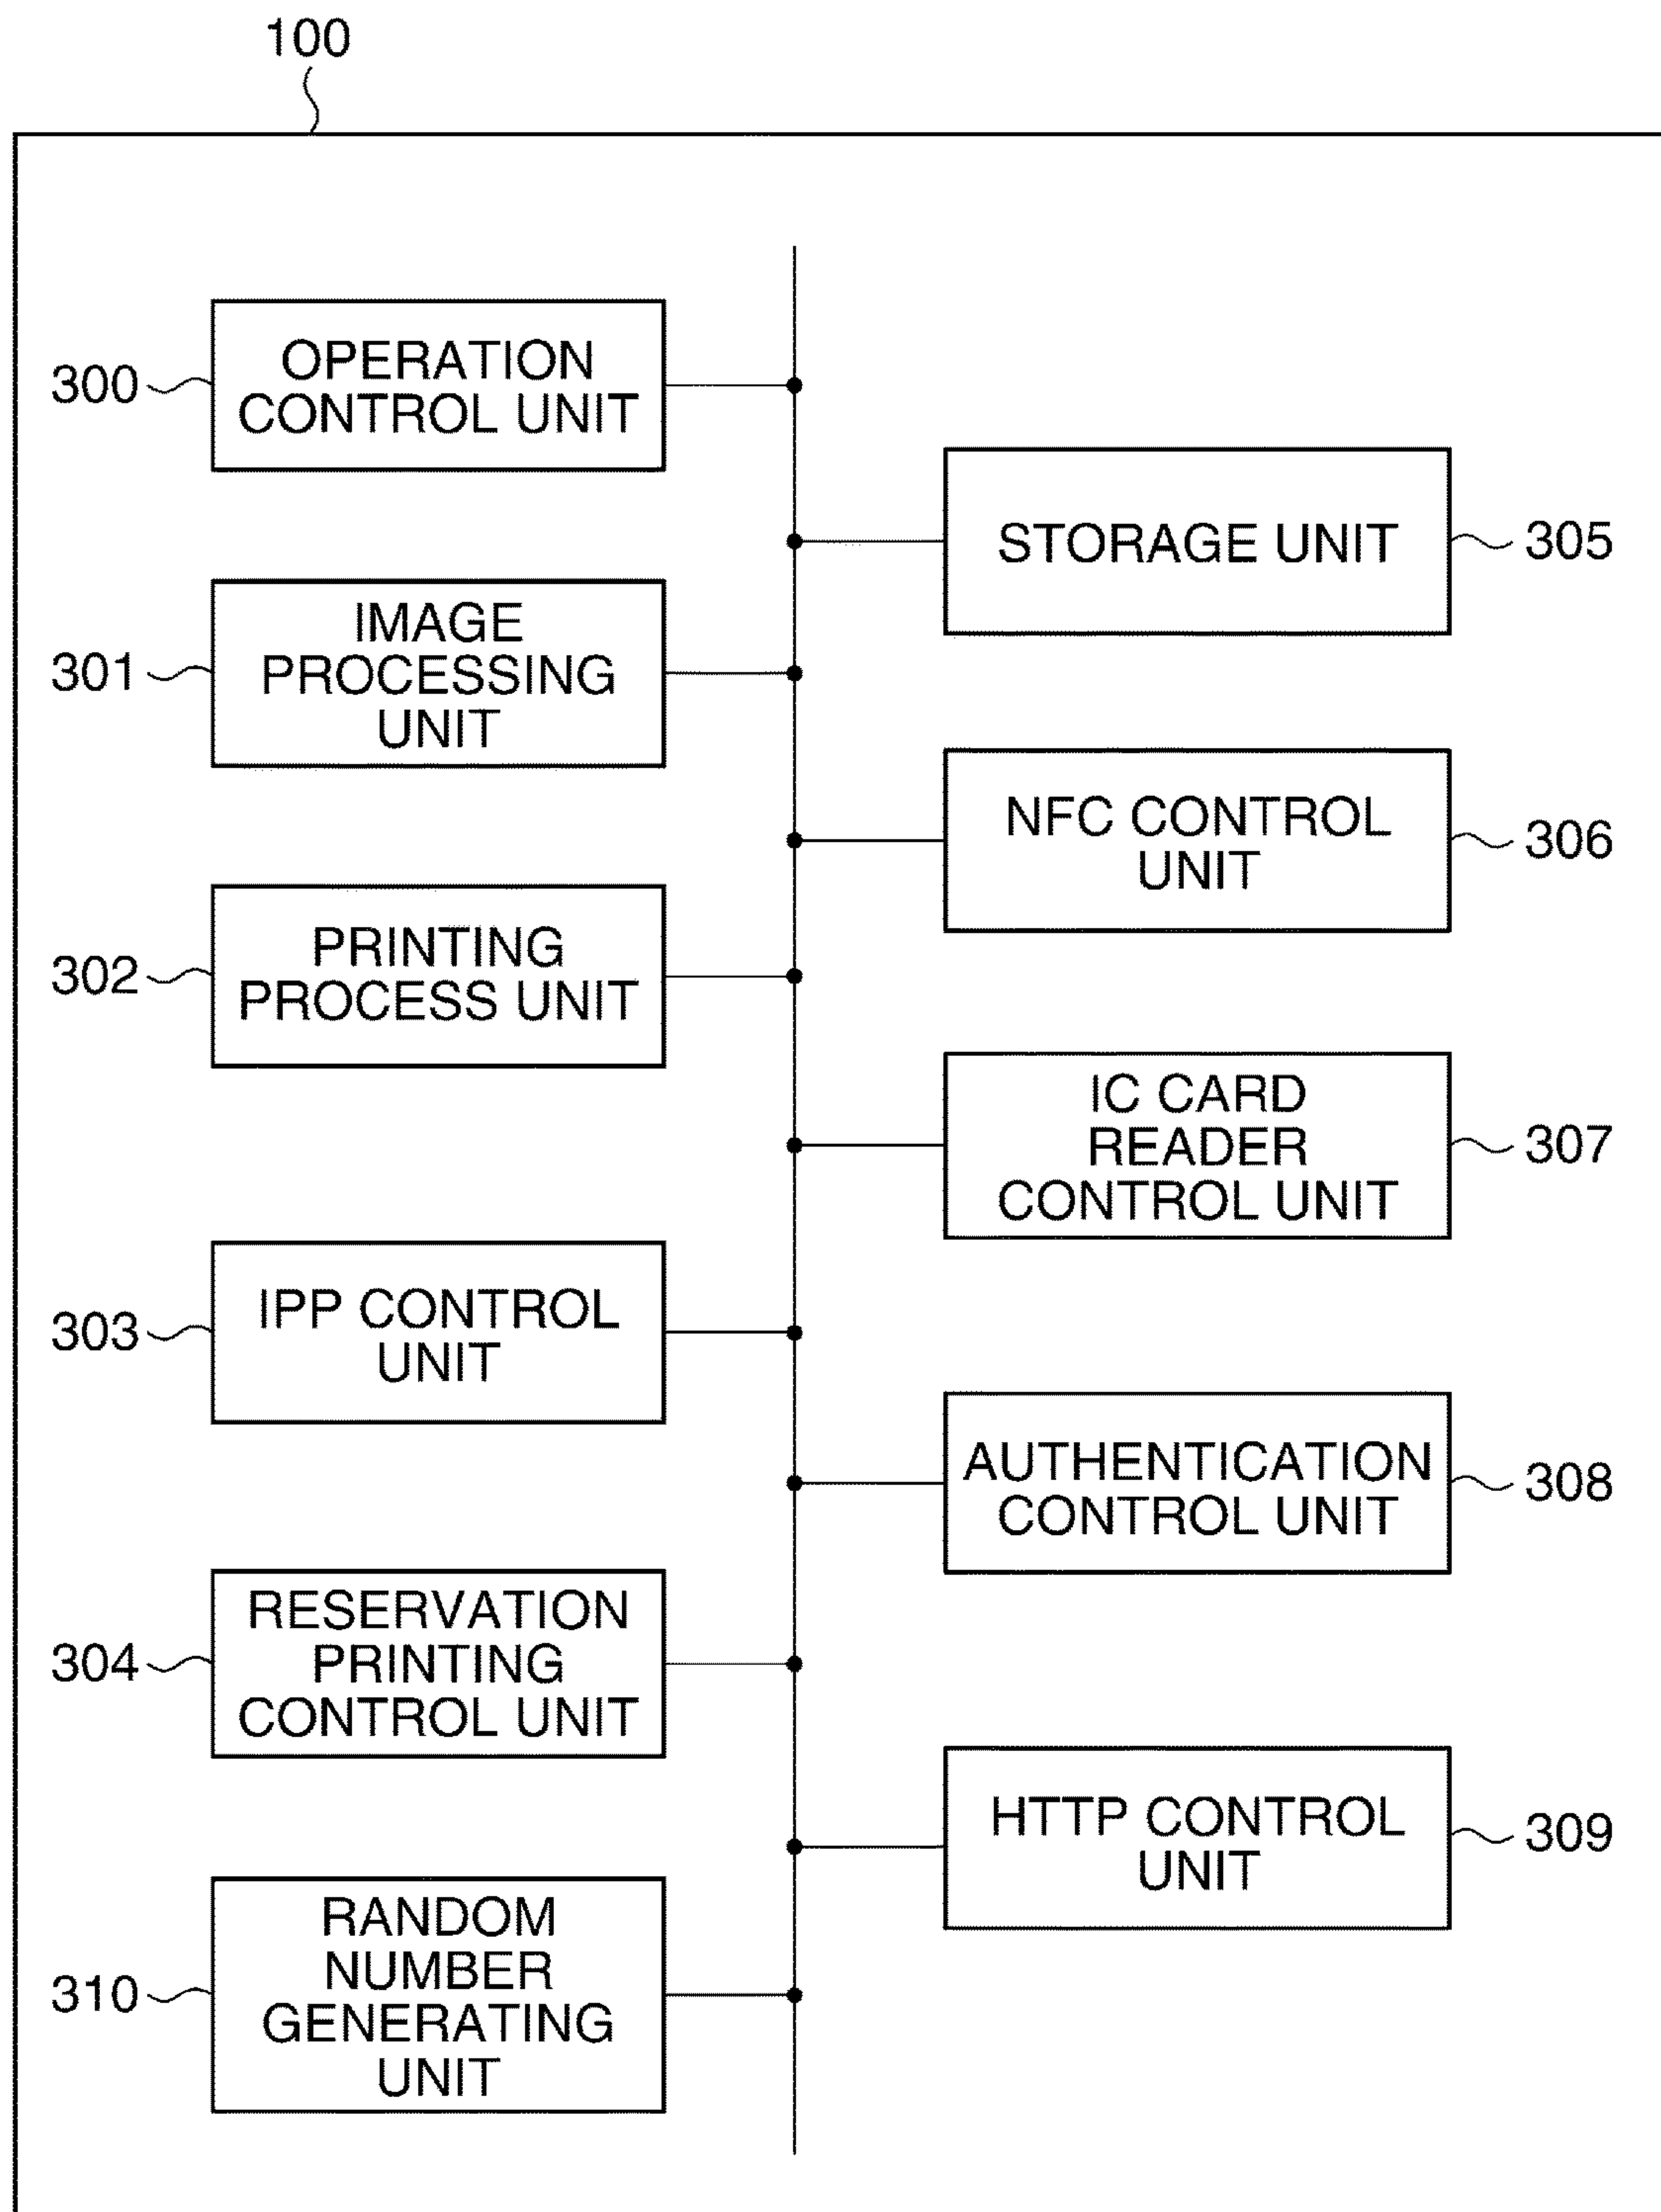 100
300
OPERATION
CONTROL UNIT
301
IMAGE
PROCESSING
UNIT
302
PRINTING
PROCESS UNIT
303
IPP CONTROL
UNIT
304
RESERVATION
PRINTING
CONTROL UNIT
310
RANDOM
NUMBER
GENERATING
UNIT
STORAGE UNIT
305
NFC CONTROL
UNIT
306
IC CARD
READER
CONTROL UNIT
307
AUTHENTICATION
CONTROL UNIT
308
HTTP CONTROL
UNIT
309